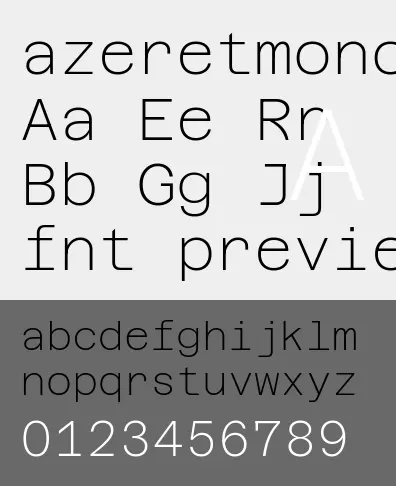 azeretmono
Aa Ee Rr
A
Bb Gg Jj
fnt previe
abcdefghijklm
nopqrstuvwxyz
0123456789